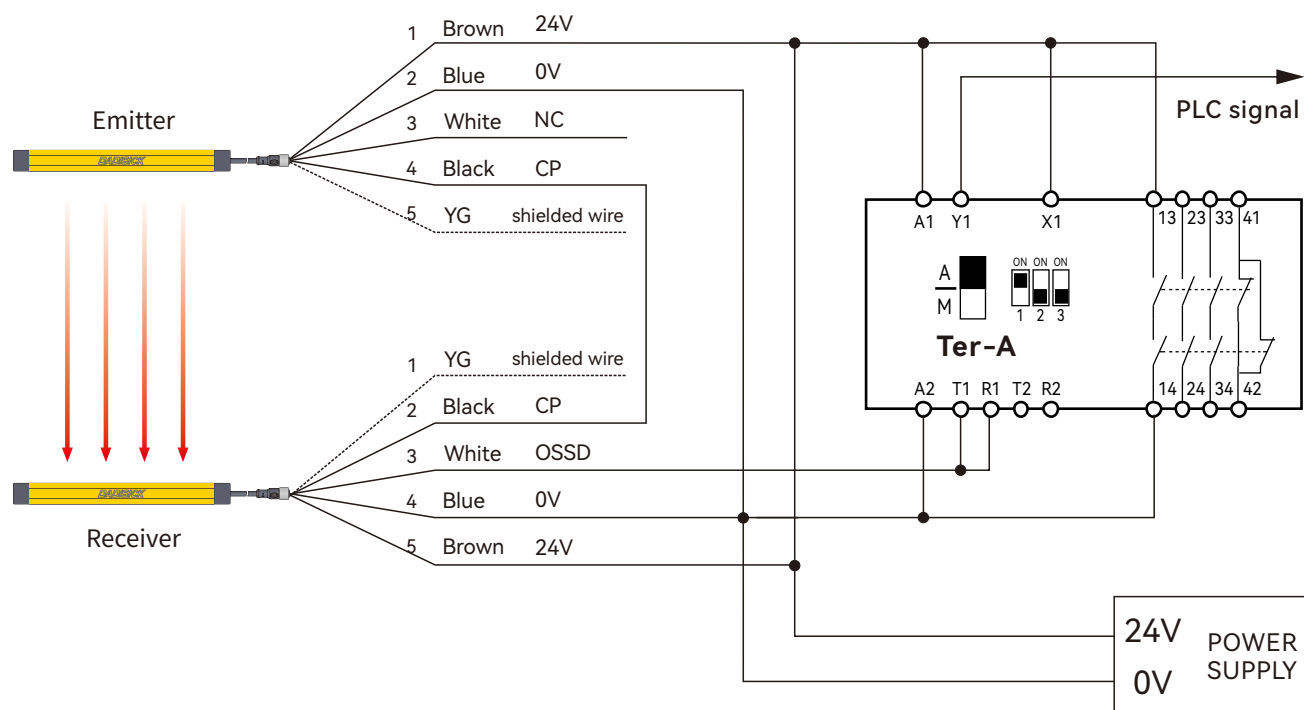 1 Brown 24V
2 Blue 0V
3 White NC
4 Black CP
5 YG shielded wire
Emitter
DADISICK
PLC signal
A1 Y1 X1 13 23 33 41
A
M
ON ON ON
1 2 3
Ter-A
A2 T1 R1 T2 R2 14 24 34 42
1 YG shielded wire
2 Black CP
3 White OSSD
4 Blue 0V
5 Brown 24V
DADISICK
Receiver
24V
0V
POWER
SUPPLY